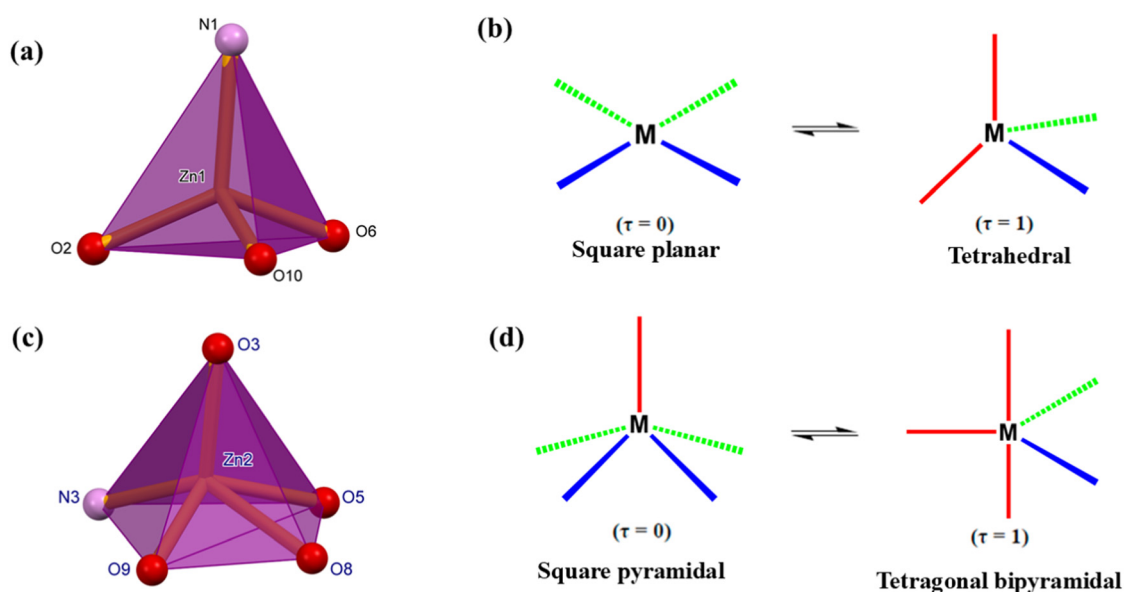 (a)
N1
Zn1
O2
O6
O10
(b)
M
M
(τ = 0)
Square planar
(τ = 1)
Tetrahedral
(c)
O3
Zn2
N3
O5
O9
O8
(d)
M
M
(τ = 0)
Square pyramidal
(τ = 1)
Tetragonal bipyramidal